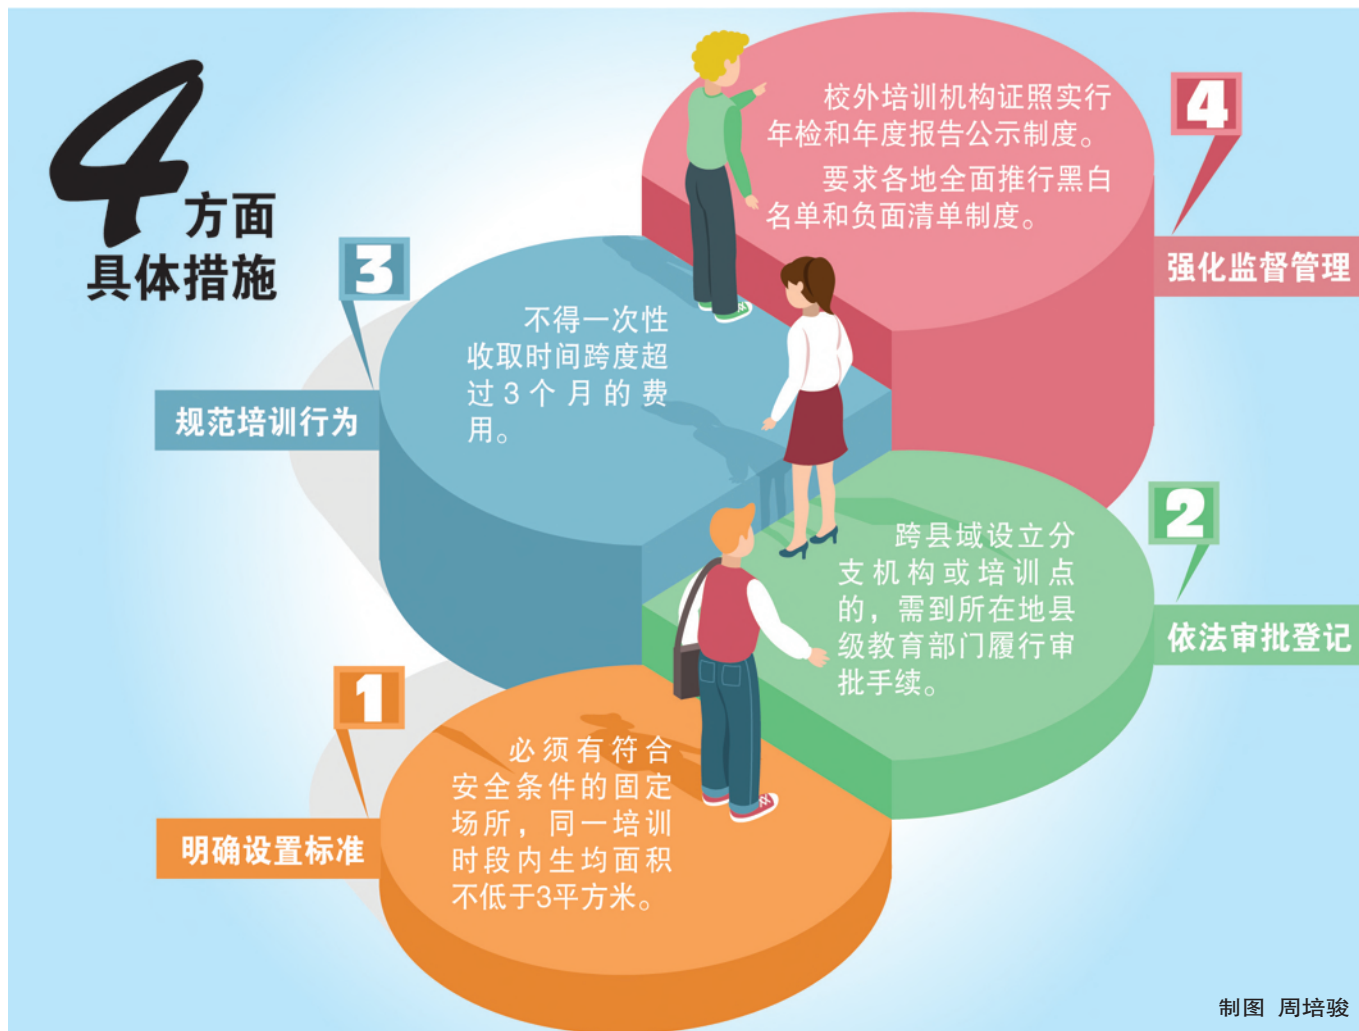 4方面
具体措施
1
明确设置标准
必须有符合
安全条件的固定
场所，同一培训
时段内生均面积
不低于3平方米。
2
依法审批登记
跨县域设立分
支机构或培训点
的，需到所在地县
级教育部门履行审
批手续。
3
规范培训行为
不得一次性
收取时间跨度超
过3个月的费
用。
4
强化监督管理
校外培训机构证照实行
年检和年度报告公示制度。
要求各地全面推行黑白
名单和负面清单制度。
制图 周培骏